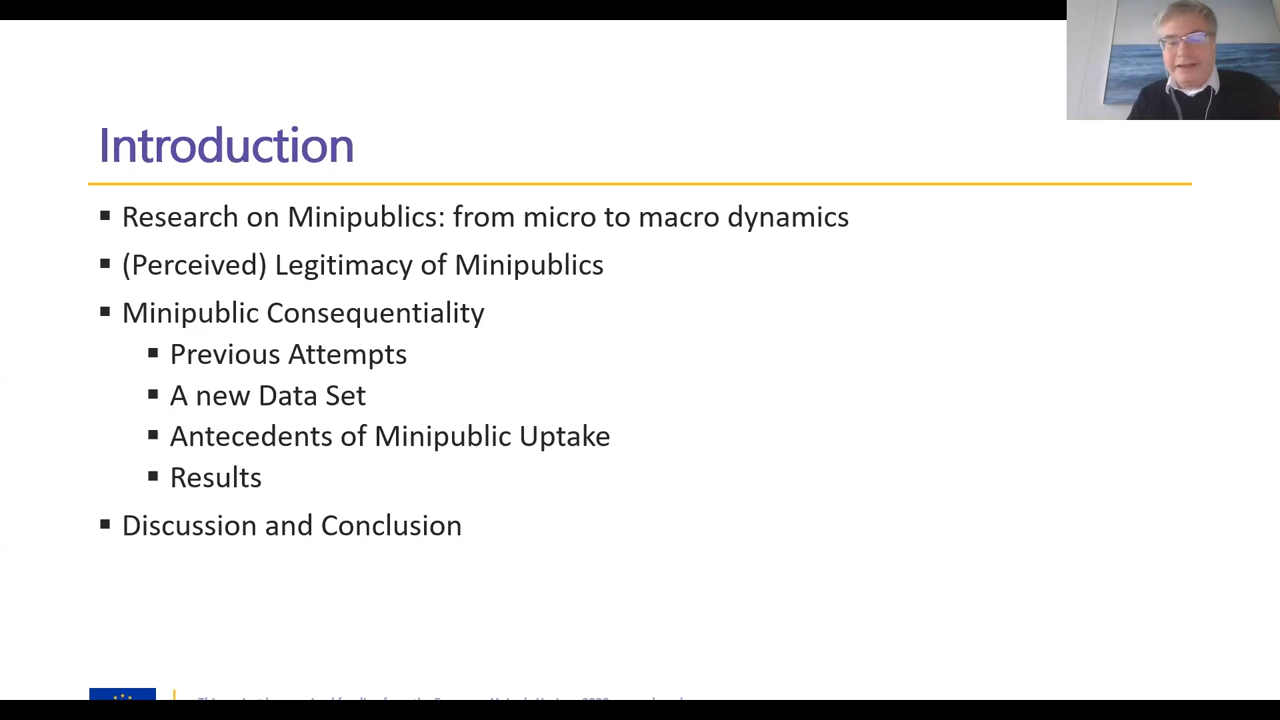 Introduction
Research on Minipublics: from micro to macro dynamics
(Perceived) Legitimacy of Minipublics
Minipublic Consequentiality
Previous Attempts
A new Data Set
Antecedents of Minipublic Uptake
Results
Discussion and Conclusion